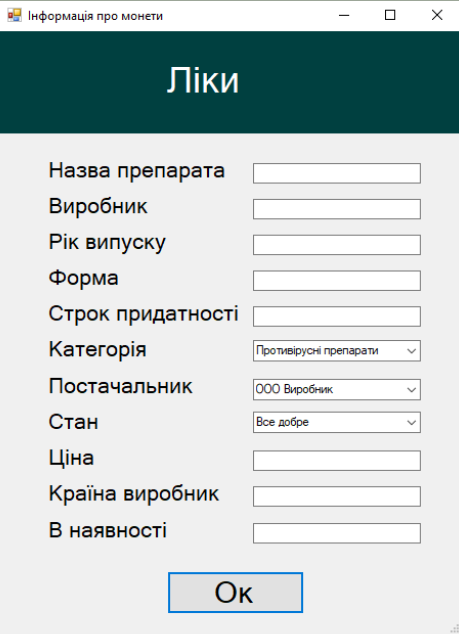 Інформація про монети
Ліки
Назва препарата
Виробник
Рік випуску
Форма
Строк придатності
Категорія Противірусні препарати
Постачальник ООО Виробник
Стан Все добре
Ціна
Країна виробник
В наявності
Ок